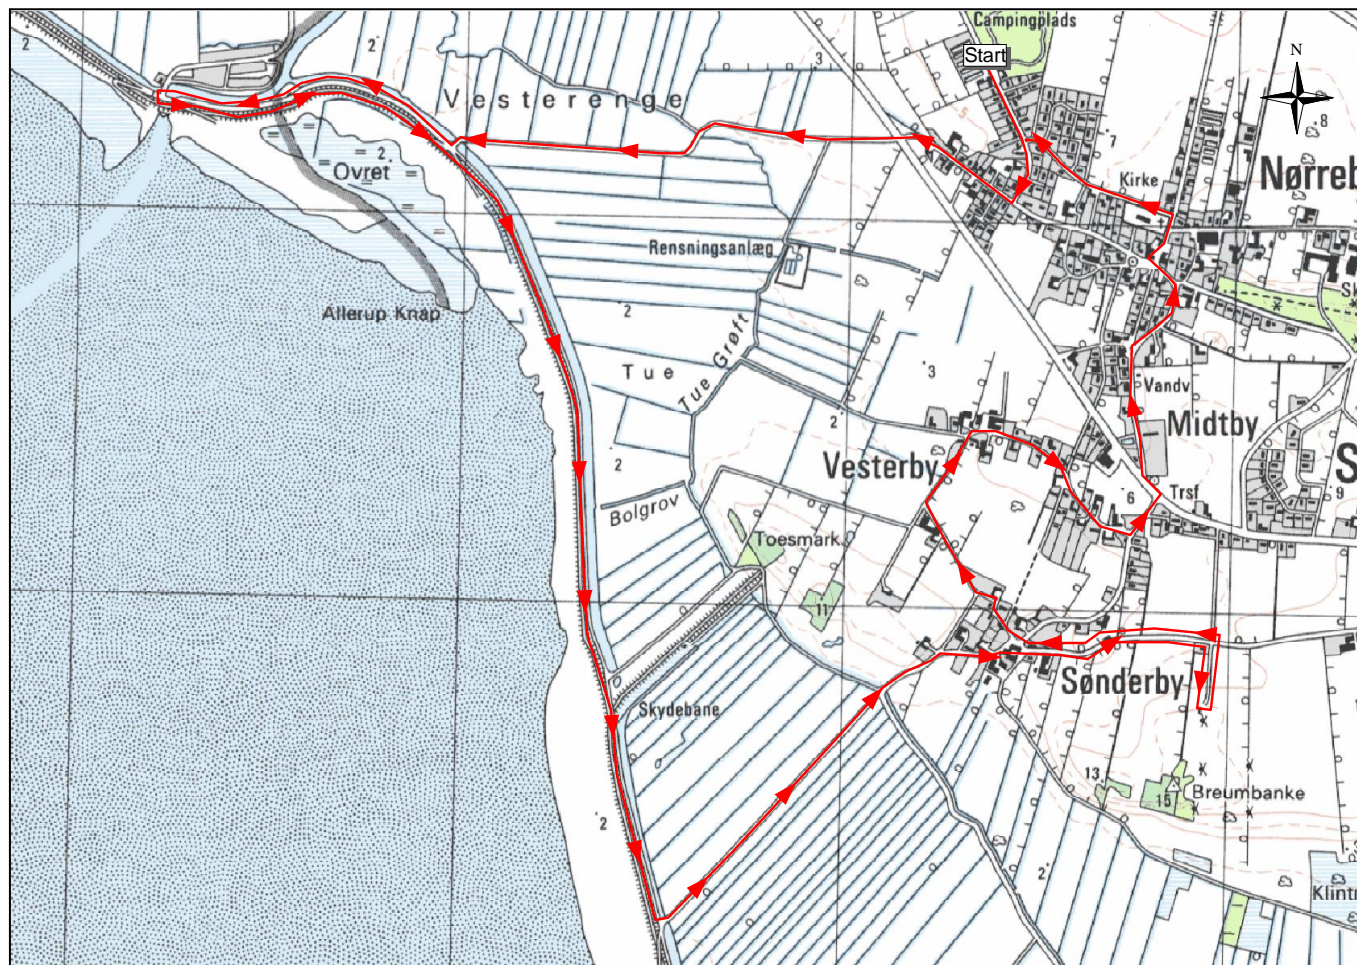 Campingplads
Start
N
2
2
3
5
8
7
Vesterenge
2.
Ovret
Kirke
Nørreb
Rensningsanlæg
Allerup Knap
2
Tue
Tue Grøft
3
2
Vandv
Midtby
Vesterby
S
2
6
Trsf
9
Bolgrov
Toesmark.
11
Sønderby
Skydebane
13
15
Breumbanke
2
2
Klintr